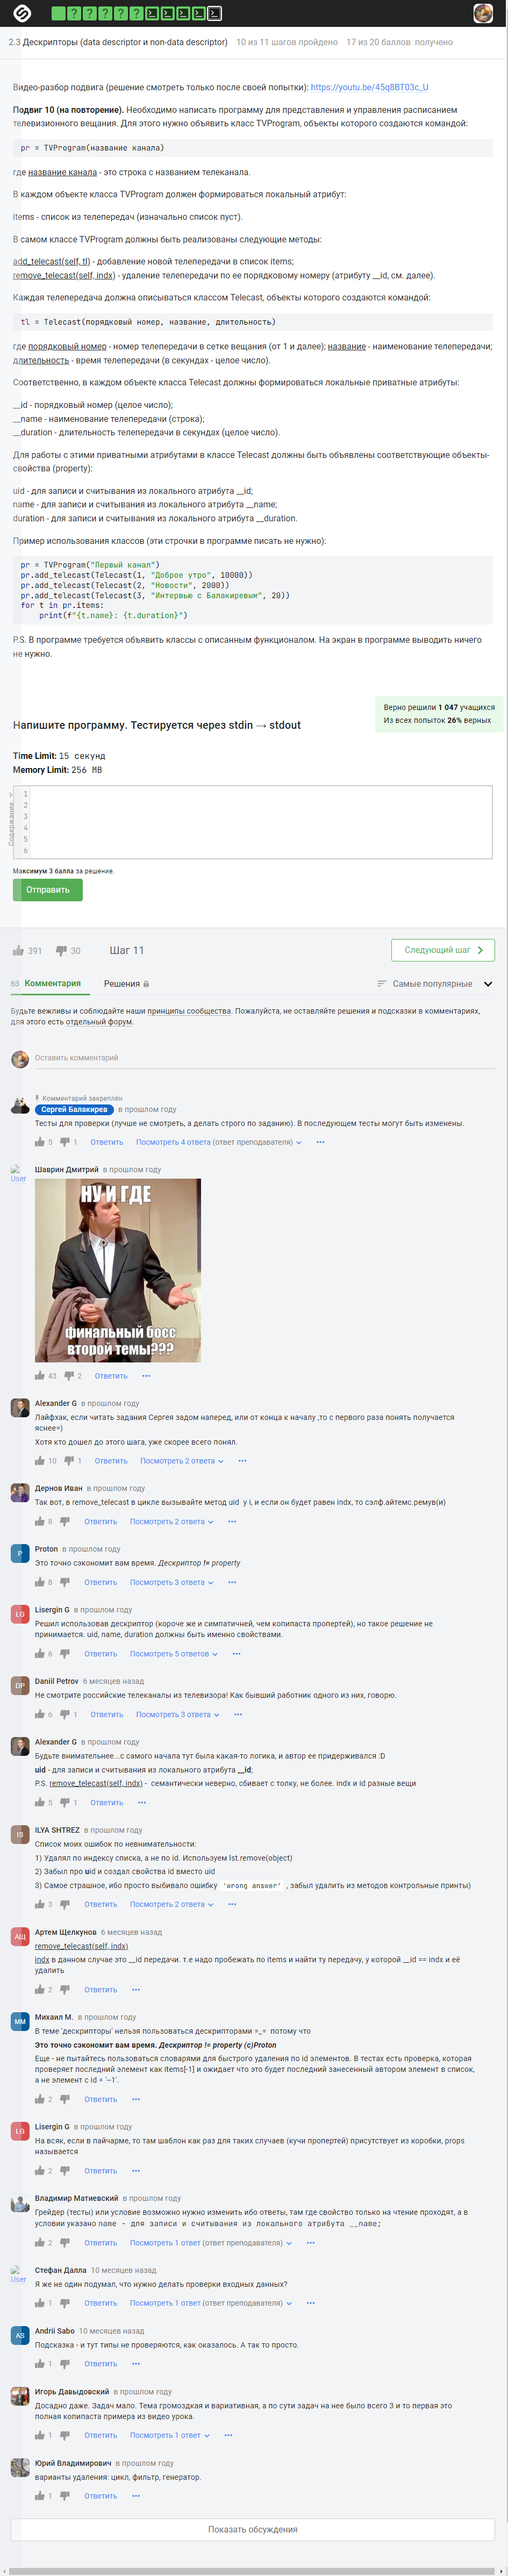 2.3 Дескрипторы (data descriptor и non-data descriptor) 10 из 11 шагов пройдено 17 из 20 баллов получено
Видео-разбор подвига (решение смотреть только после своей попытки): https://youtu.be/45q8BT03c_U
Подвиг 10 (на повторение). Необходимо написать программу для представления и управления расписанием
телевизионного вещания. Для этого нужно объявить класс TVProgram, объекты которого создаются командой:
pr = TVProgram(название канала)
где название канала - это строка с названием телеканала.
В каждом объекте класса TVProgram должен формироваться локальный атрибут:
items - список из телепередач (изначально список пуст).
В самом классе TVProgram должны быть реализованы следующие методы:
add_telecast(self, tl) - добавление новой телепередачи в список items;
remove_telecast(self, indx) - удаление телепередачи по ее порядковому номеру (атрибуту __id, см. далее).
Каждая телепередача должна описываться классом Telecast, объекты которого создаются командой:
tl = Telecast(порядковый номер, название, длительность)
где порядковый номер - номер телепередачи в сетке вещания (от 1 и далее); название - наименование телепередачи;
длительность - время телепередачи (в секундах - целое число).
Соответственно, в каждом объекте класса Telecast должны формироваться локальные приватные атрибуты:
__id - порядковый номер (целое число);
__name - наименование телепередачи (строка);
__duration - длительность телепередачи в секундах (целое число).
Для работы с этими приватными атрибутами в классе Telecast должны быть объявлены соответствующие объекты-
свойства (property):
uid - для записи и считывания из локального атрибута __id;
name - для записи и считывания из локального атрибута __name;
duration - для записи и считывания из локального атрибута __duration.
Пример использования классов (эти строчки в программе писать не нужно):
pr = TVProgram("Первый канал")
pr.add_telecast(Telecast(1, "Доброе утро", 10000))
pr.add_telecast(Telecast(2, "Новости", 2000))
pr.add_telecast(Telecast(3, "Интервью с Балакиревым", 20))
for t in pr.items:
print(f"{t.name}: {t.duration}")
P.S. В программе требуется объявить классы с описанным функционалом. На экран в программе выводить ничего
не нужно.
Верно решили 1 047 учащихся
Из всех попыток 26% верных
Напишите программу. Тестируется через stdin → stdout
Time Limit: 15 секунд
Memory Limit: 256 MB
Содержание
1
2
3
4
5
6
Максимум 3 балла за решение.
Отправить
391 30 Шаг 11 Следующий шаг
63 Комментария Решения Самые популярные
Будьте вежливы и соблюдайте наши принципы сообщества. Пожалуйста, не оставляйте решения и подсказки в комментариях,
для этого есть отдельный форум.
Оставить комментарий
Комментарий закреплён
Сергей Балакирев в прошлом году
Тесты для проверки (лучше не смотреть, а делать строго по заданию). В последующем тесты могут быть изменены.
5 1 Ответить Посмотреть 4 ответа (ответ преподавателя)
User
Шаврин Дмитрий в прошлом году
НУ И ГДЕ
ФИНАЛЬНЫЙ БОСС
ВТОРОЙ ТЕМЫ???
43 2 Ответить
Alexander G в прошлом году
Лайфхак, если читать задания Сергея задом наперед, или от конца к началу ,то с первого раза понять получается
яснее=)
Хотя кто дошел до этого шага, уже скорее всего понял.
10 1 Ответить Посмотреть 2 ответа
Дернов Иван в прошлом году
Так вот, в remove_telecast в цикле вызывайте метод uid у i, и если он будет равен indx, то сэлф.айтемс.ремув(и)
8 Ответить Посмотреть 2 ответа
P
Proton в прошлом году
Это точно сэкономит вам время. Дескриптор != property
8 Ответить Посмотреть 3 ответа
LG
Lisergin G в прошлом году
Решил использовав дескриптор (короче же и симпатичней, чем копипаста пропертей), но такое решение не
принимается. uid, name, duration должны быть именно свойствами.
6 Ответить Посмотреть 5 ответов
DP
Daniil Petrov 6 месяцев назад
Не смотрите российские телеканалы из телевизора! Как бывший работник одного из них, говорю.
6 1 Ответить Посмотреть 3 ответа
Alexander G в прошлом году
Будьте внимательнее...с самого начала тут была какая-то логика, и автор ее придерживался :D
uid - для записи и считывания из локального атрибута __id;
P.S. remove_telecast(self, indx) - семантически неверно, сбивает с толку, не более. indx и id разные вещи
5 1 Ответить
IS
ILYA SHTREZ в прошлом году
Список моих ошибок по невнимательности:
1) Удалял по индексу списка, а не по id. Используем lst.remove(object)
2) Забыл про uid и создал свойства id вместо uid
3) Самое страшное, ибо просто выбивало ошибку 'wrong answer' , забыл удалить из методов контрольные принты)
3 Ответить Посмотреть 2 ответа
АЩ
Артем Щелкунов 6 месяцев назад
remove_telecast(self, indx)
indx в данном случае это __id передачи. т.е надо пробежать по items и найти ту передачу, у которой __id == indx и её
удалить
2 Ответить
ММ
Михаил М. в прошлом году
В теме `дескрипторы` нельзя пользоваться дескрипторами =_= потому что
Это точно сэкономит вам время. Дескриптор != property (c)Proton
Еще - не пытайтесь пользоваться словарями для быстрого удаления по id элементов. В тестах есть проверка, которая
проверяет последний элемент как items[-1] и ожидает что это будет последний занесенный автором элемент в список,
а не элемент с id = `-1`.
2 Ответить
LG
Lisergin G в прошлом году
На всяк, если в пайчарме, то там шаблон как раз для таких случаев (кучи пропертей) присутствует из коробки, props
называется
2 Ответить
Владимир Матиевский в прошлом году
Грейдер (тесты) или условие возможно нужно изменить ибо ответы, там где свойство только на чтение проходят, а в
условии указано name - для записи и считывания из локального атрибута __name;
2 Ответить Посмотреть 1 ответ (ответ преподавателя)
User
Стефан Далла 10 месяцев назад
Я же не один подумал, что нужно делать проверки входных данных?
1 Ответить Посмотреть 1 ответ (ответ преподавателя)
AS
Andrii Sabo 10 месяцев назад
Подсказка - и тут типы не проверяются, как оказалось. А так то просто.
1 Ответить
Игорь Давыдовский в прошлом году
Досадно даже. Задач мало. Тема громоздкая и вариативная, а по сути задач на нее было всего 3 и то первая это
полная копипаста примера из видео урока.
1 Ответить Посмотреть 1 ответ
Юрий Владимирович в прошлом году
варианты удаления: цикл, фильтр, генератор.
1 Ответить
Показать обсуждения